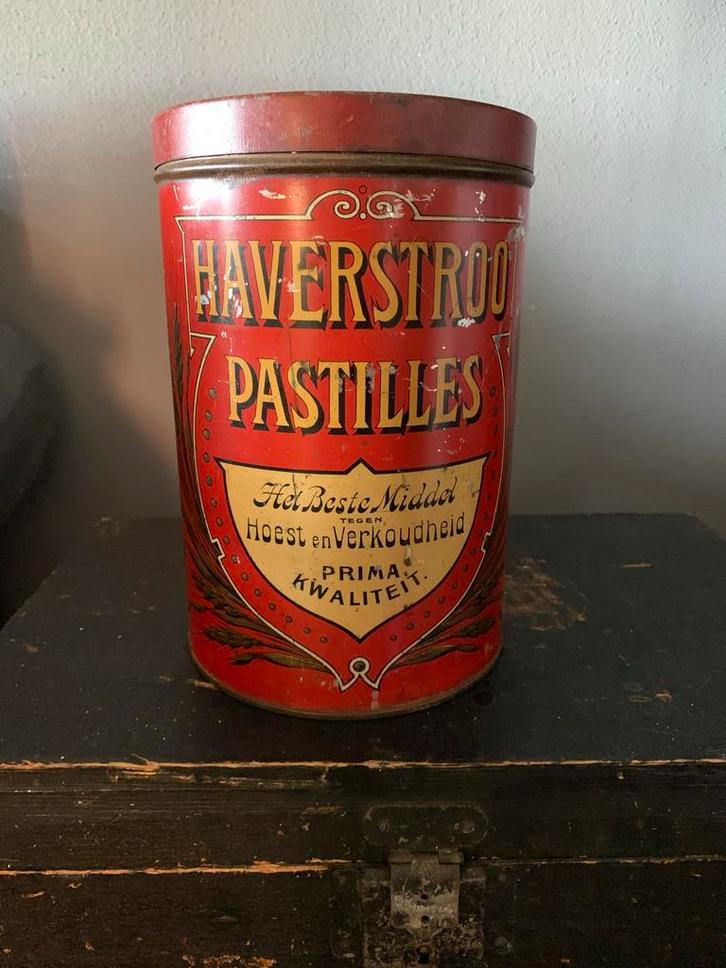 HAVERSTROO
PASTILLES
Het Beste Middel
TEGEN
Hoest en Verkoudheid
PRIMA
KWALITEIT.